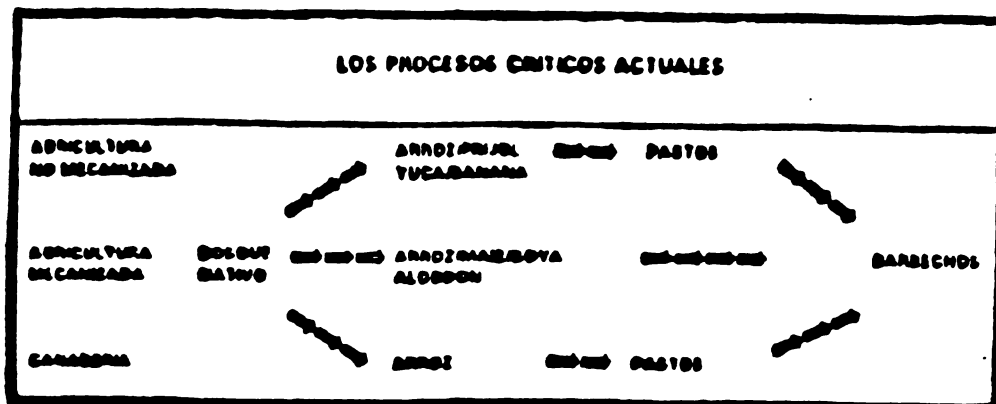 LOS PROCESOS CRITICOS ACTUALES
AGRICULTURA
NO MECANIZADA
ARROZ/FRIJOL
YUCA/BANANA
PASTOS
AGRICULTURA
MECANIZADA
BOSQUE
NATIVO
ARROZ/MAIZ/SOYA
ALGODON
BARBECHOS
GANADERIA
ARROZ
PASTOS